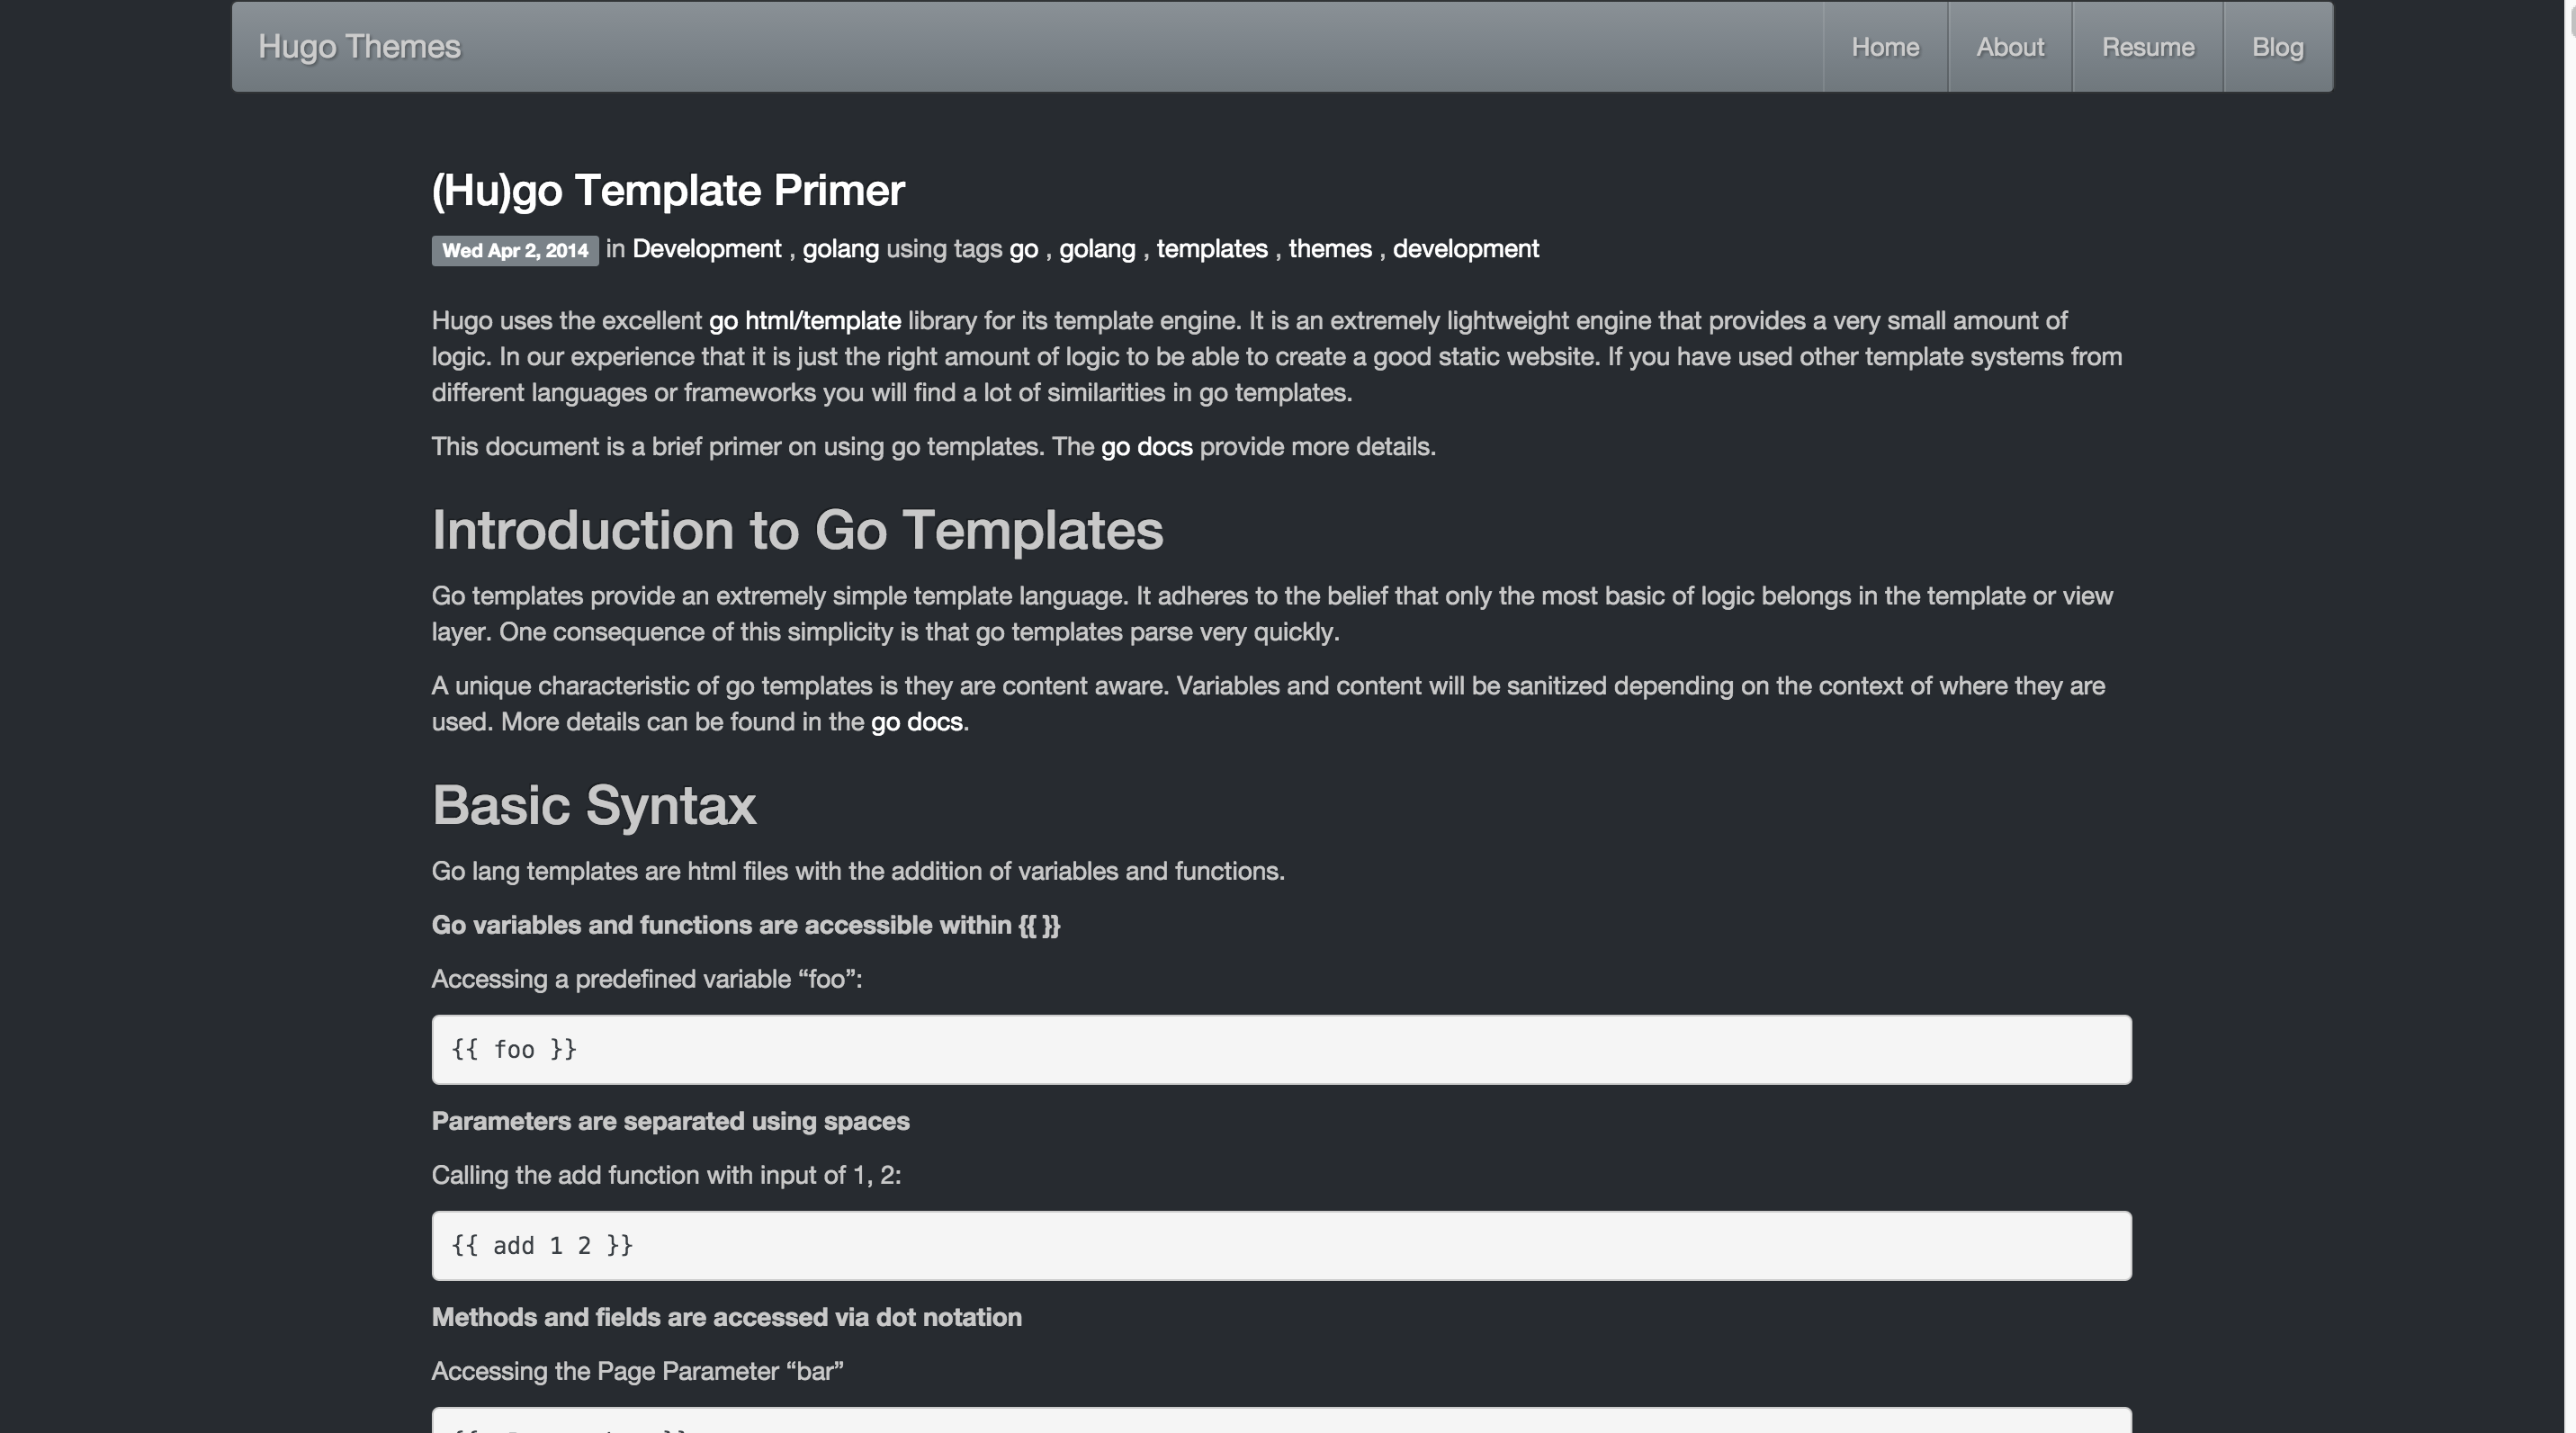 Hugo Themes
Home
About
Resume
Blog
(Hu)go Template Primer
Wed Apr 2, 2014 in Development , golang using tags go , golang , templates , themes , development
Hugo uses the excellent go html/template library for its template engine. It is an extremely lightweight engine that provides a very small amount of
logic. In our experience that it is just the right amount of logic to be able to create a good static website. If you have used other template systems from
different languages or frameworks you will find a lot of similarities in go templates.
This document is a brief primer on using go templates. The go docs provide more details.
Introduction to Go Templates
Go templates provide an extremely simple template language. It adheres to the belief that only the most basic of logic belongs in the template or view
layer. One consequence of this simplicity is that go templates parse very quickly.
A unique characteristic of go templates is they are content aware. Variables and content will be sanitized depending on the context of where they are
used. More details can be found in the go docs.
Basic Syntax
Go lang templates are html files with the addition of variables and functions.
Go variables and functions are accessible within {{ }}
Accessing a predefined variable “foo”:
{{ foo }}
Parameters are separated using spaces
Calling the add function with input of 1, 2:
{{ add 1 2 }}
Methods and fields are accessed via dot notation
Accessing the Page Parameter “bar”